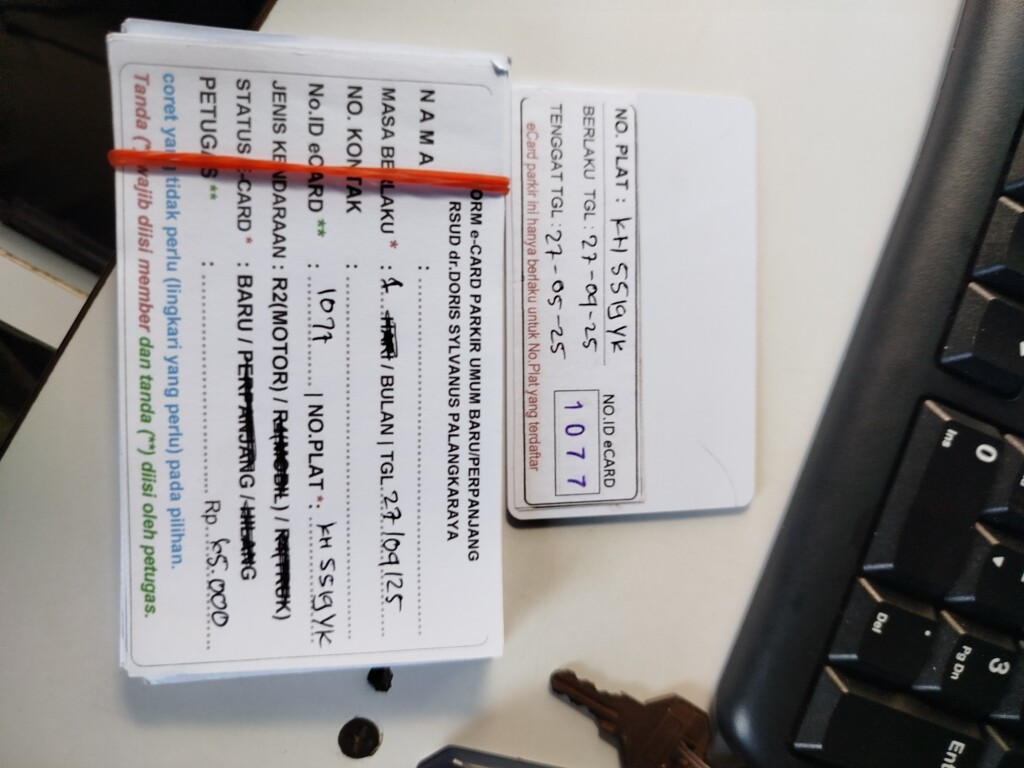 ORM e-CARD PARKIR UMUM BARU/PERPANJANG
RSUD dr.DORIS SYLVANUS PALANGKARAYA
NAMA :
MASA BERLAKU * : 1 HARI / BULAN | TGL. 27/09/25
NO. KONTAK :
No.ID eCARD ** : 1077 | NO.PLAT *: KH 5519 YK
JENIS KENDARAAN : R2(MOTOR) / R4(MOBIL) / R4(TRUK)
STATUS E-CARD * : BARU / PERPANJANG / HILANG
PETUGAS ** : Rp. 65.000
coret yang tidak perlu (lingkari yang perlu) pada pilihan.
Tanda (*) wajib diisi member dan tanda (**) diisi oleh petugas.
NO. PLAT : KH 5519 YK
BERLAKU TGL : 27-09-25
TENGGAT TGL : 27-05-25
NO.ID eCARD
1077
eCard parkir ini hanya berlaku untuk No.Plat yang terdaftar
0
Ins
.
Del
3
Pg Dn